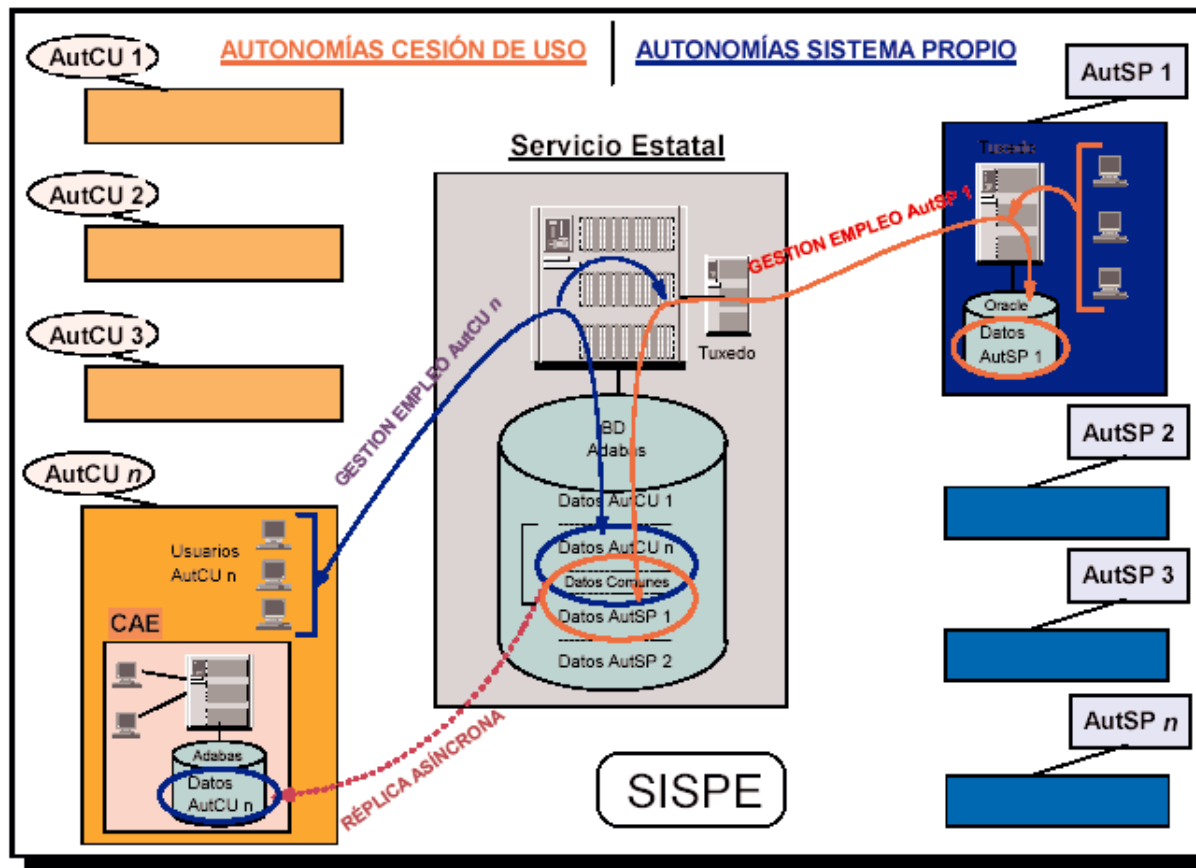 AUTONOMÍAS CESIÓN DE USO
AUTONOMÍAS SISTEMA PROPIO
AutCU 1
AutCU 2
AutCU 3
AutCU n
Usuarios
AutCU n
CAE
Adabas
Datos
AutCU n
GESTION EMPLEO AutCU n
RÉPLICA ASÍNCRONA
Servicio Estatal
Tuxedo
BD
Adabas
Datos AutCU 1
Datos AutCU n
Datos Comunes
Datos AutSP 1
Datos AutSP 2
SISPE
GESTION EMPLEO AutSP 1
AutSP 1
Tuxedo
Oracle
Datos
AutSP 1
AutSP 2
AutSP 3
AutSP n